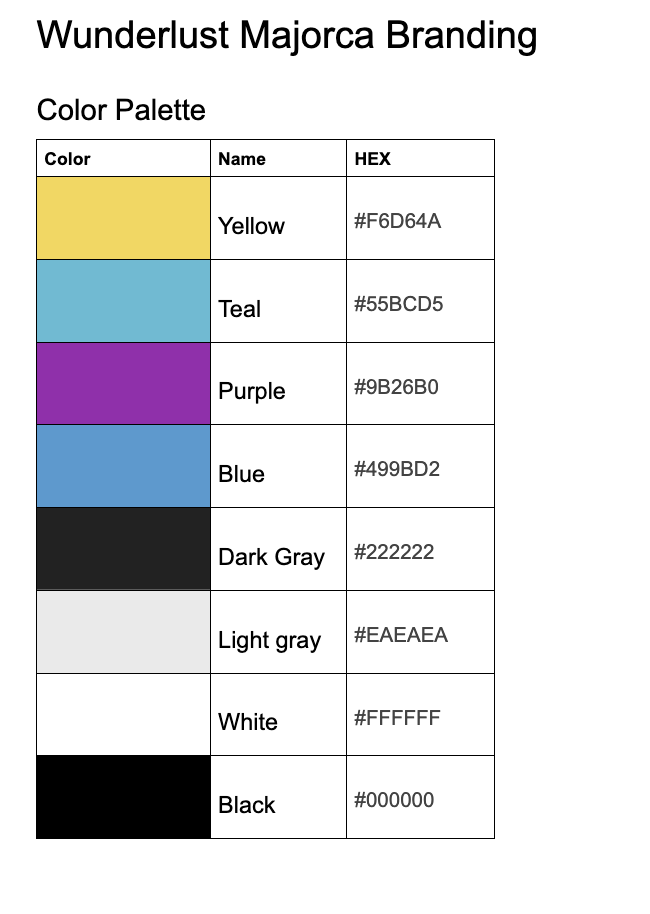 Wunderlust Majorca Branding
Color Palette
Color Name HEX
Yellow #F6D64A
Teal #55BCD5
Purple #9B26B0
Blue #499BD2
Dark Gray #222222
Light gray #EAEAEA
White #FFFFFF
Black #000000